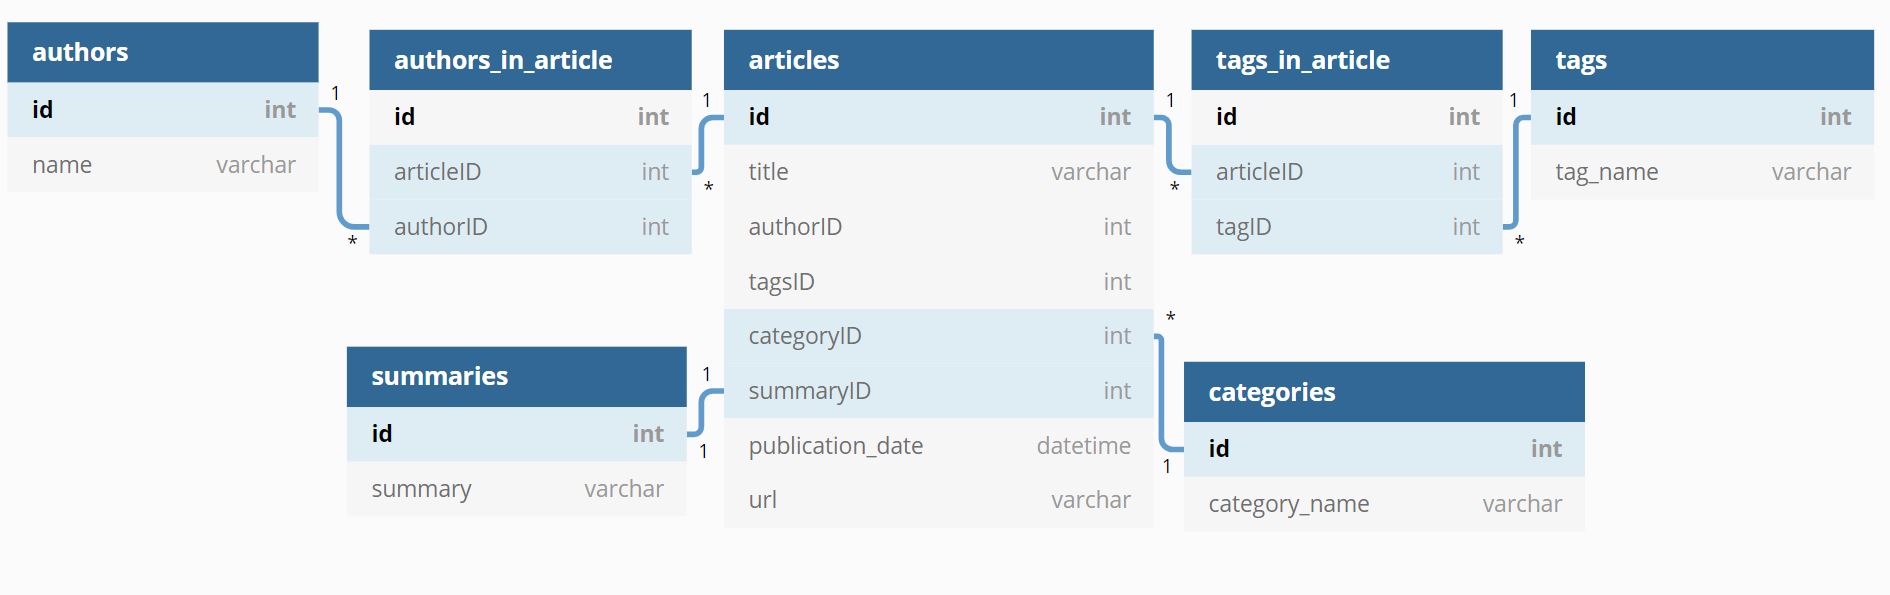 authors
id int
name varchar
1
*
authors_in_article
id int
articleID int
authorID int
1
*
articles
id int
title varchar
authorID int
tagsID int
categoryID int
summaryID int
publication_date datetime
url varchar
1
*
tags_in_article
id int
articleID int
tagID int
1
*
tags
id int
tag_name varchar
summaries
id int
summary varchar
1
1
*
1
categories
id int
category_name varchar